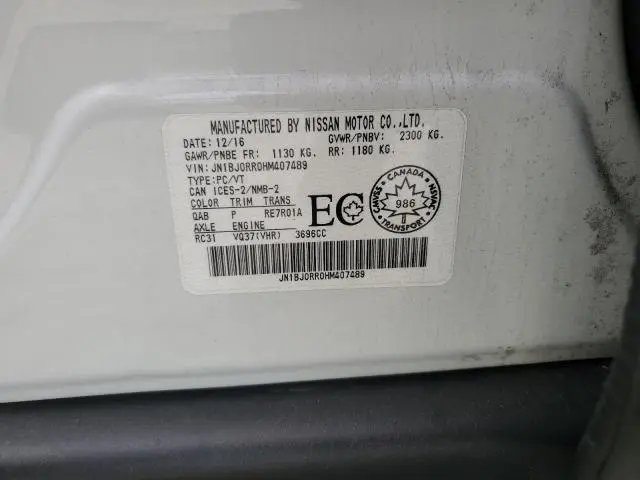 MANUFACTURED BY NISSAN MOTOR CO.,LTD.
DATE: 12/16 GVWR/PNBV: 2300 KG.
GAWR/PNBE FR: 1130 KG. RR: 1180 KG.
VIN: JN1BJ0RR0HM407489
TYPE: PC/VT
CAN ICES-2/NMB-2
COLOR TRIM TRANS
QAB P RE7R01A
AXLE ENGINE
RC31 VQ37(VHR) 3696CC
EC
CANADA
CMVSS NSVAC
986
TRANSPORT
JN1BJ0RR0HM407489